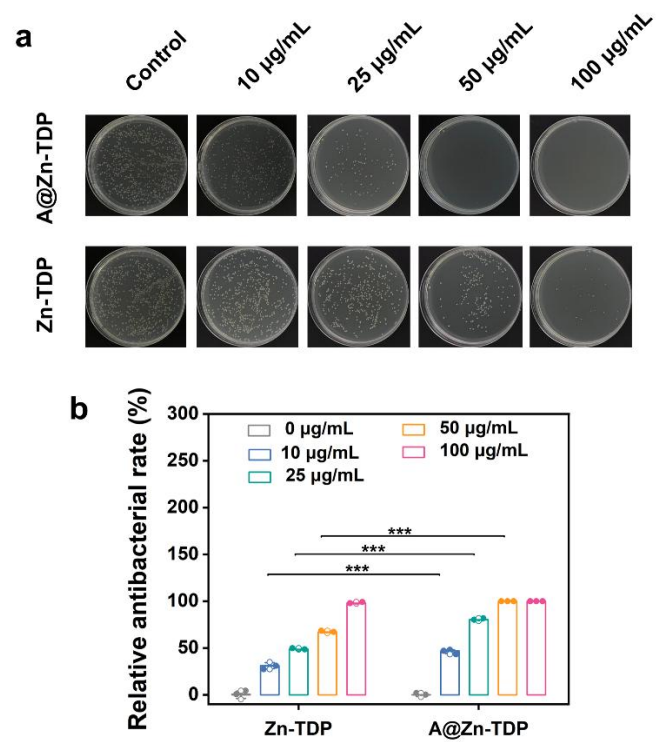 a
Control
10 µg/mL
25 µg/mL
50 µg/mL
100 µg/mL
A@Zn-TDP
Zn-TDP
b
Relative antibacterial rate (%)
300
250
200
150
100
50
0
0 µg/mL
50 µg/mL
10 µg/mL
100 µg/mL
25 µg/mL
***
***
***
Zn-TDP
A@Zn-TDP